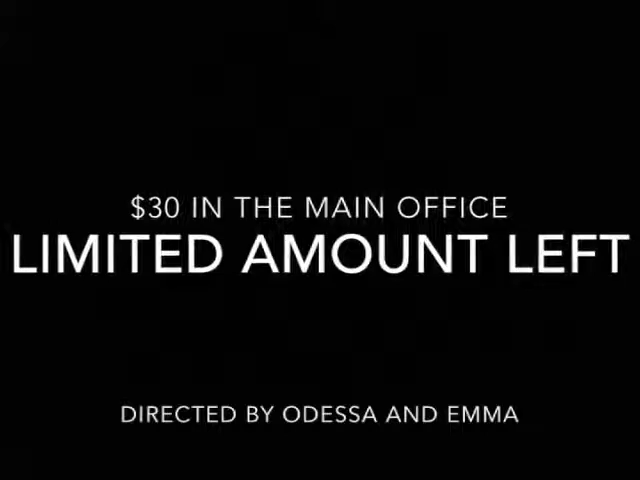 $30 IN THE MAIN OFFICE
LIMITED AMOUNT LEFT
DIRECTED BY ODESSA AND EMMA